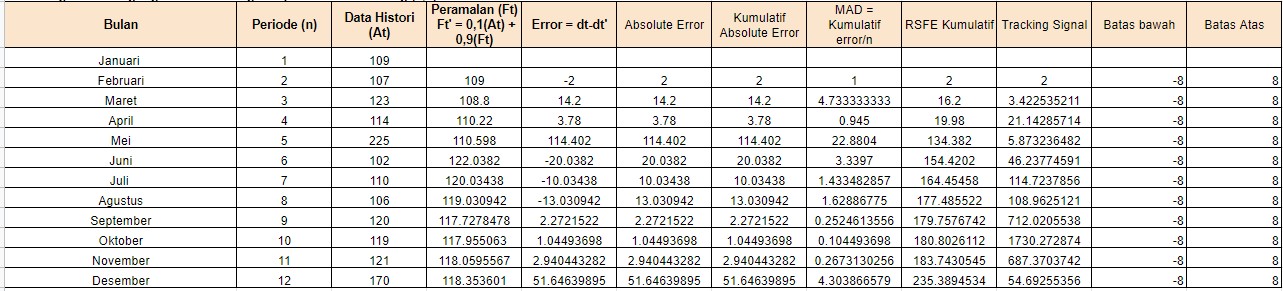 Bulan Periode (n) Data Histori (At) Peramalan (Ft) Ft' = 0,1(At) + 0,9(Ft) Error = dt-dt' Absolute Error Kumulatif Absolute Error MAD = Kumulatif error/n RSFE Kumulatif Tracking Signal Batas bawah Batas Atas
Januari 1 109
Februari 2 107 109 -2 2 2 1 2 2 -8 8
Maret 3 123 108.8 14.2 14.2 14.2 4.733333333 16.2 3.422535211 -8 8
April 4 114 110.22 3.78 3.78 3.78 0.945 19.98 21.14285714 -8 8
Mei 5 225 110.598 114.402 114.402 114.402 22.8804 134.382 5.873236482 -8 8
Juni 6 102 122.0382 -20.0382 20.0382 20.0382 3.3397 154.4202 46.23774591 -8 8
Juli 7 110 120.03438 -10.03438 10.03438 10.03438 1.433482857 164.45458 114.7237856 -8 8
Agustus 8 106 119.030942 -13.030942 13.030942 13.030942 1.62886775 177.485522 108.9625121 -8 8
September 9 120 117.7278478 2.2721522 2.2721522 2.2721522 0.2524613556 179.7576742 712.0205538 -8 8
Oktober 10 119 117.955063 1.04493698 1.04493698 1.04493698 0.104493698 180.8026112 1730.272874 -8 8
November 11 121 118.0595567 2.940443282 2.940443282 2.940443282 0.2673130256 183.7430545 687.3703742 -8 8
Desember 12 170 118.353601 51.64639895 51.64639895 51.64639895 4.303866579 235.3894534 54.69255356 -8 8